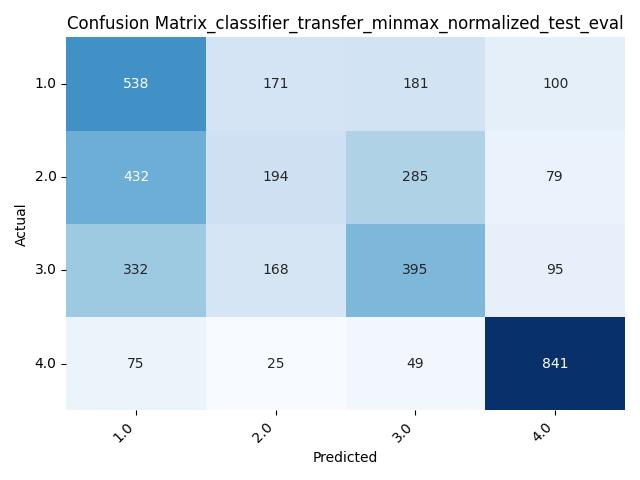 Confusion Matrix_classifier_transfer_minmax_normalized_test_eval
1.0 538 171 181 100
2.0 432 194 285 79
3.0 332 168 395 95
4.0 75 25 49 841
Actual
1.0 2.0 3.0 4.0
Predicted